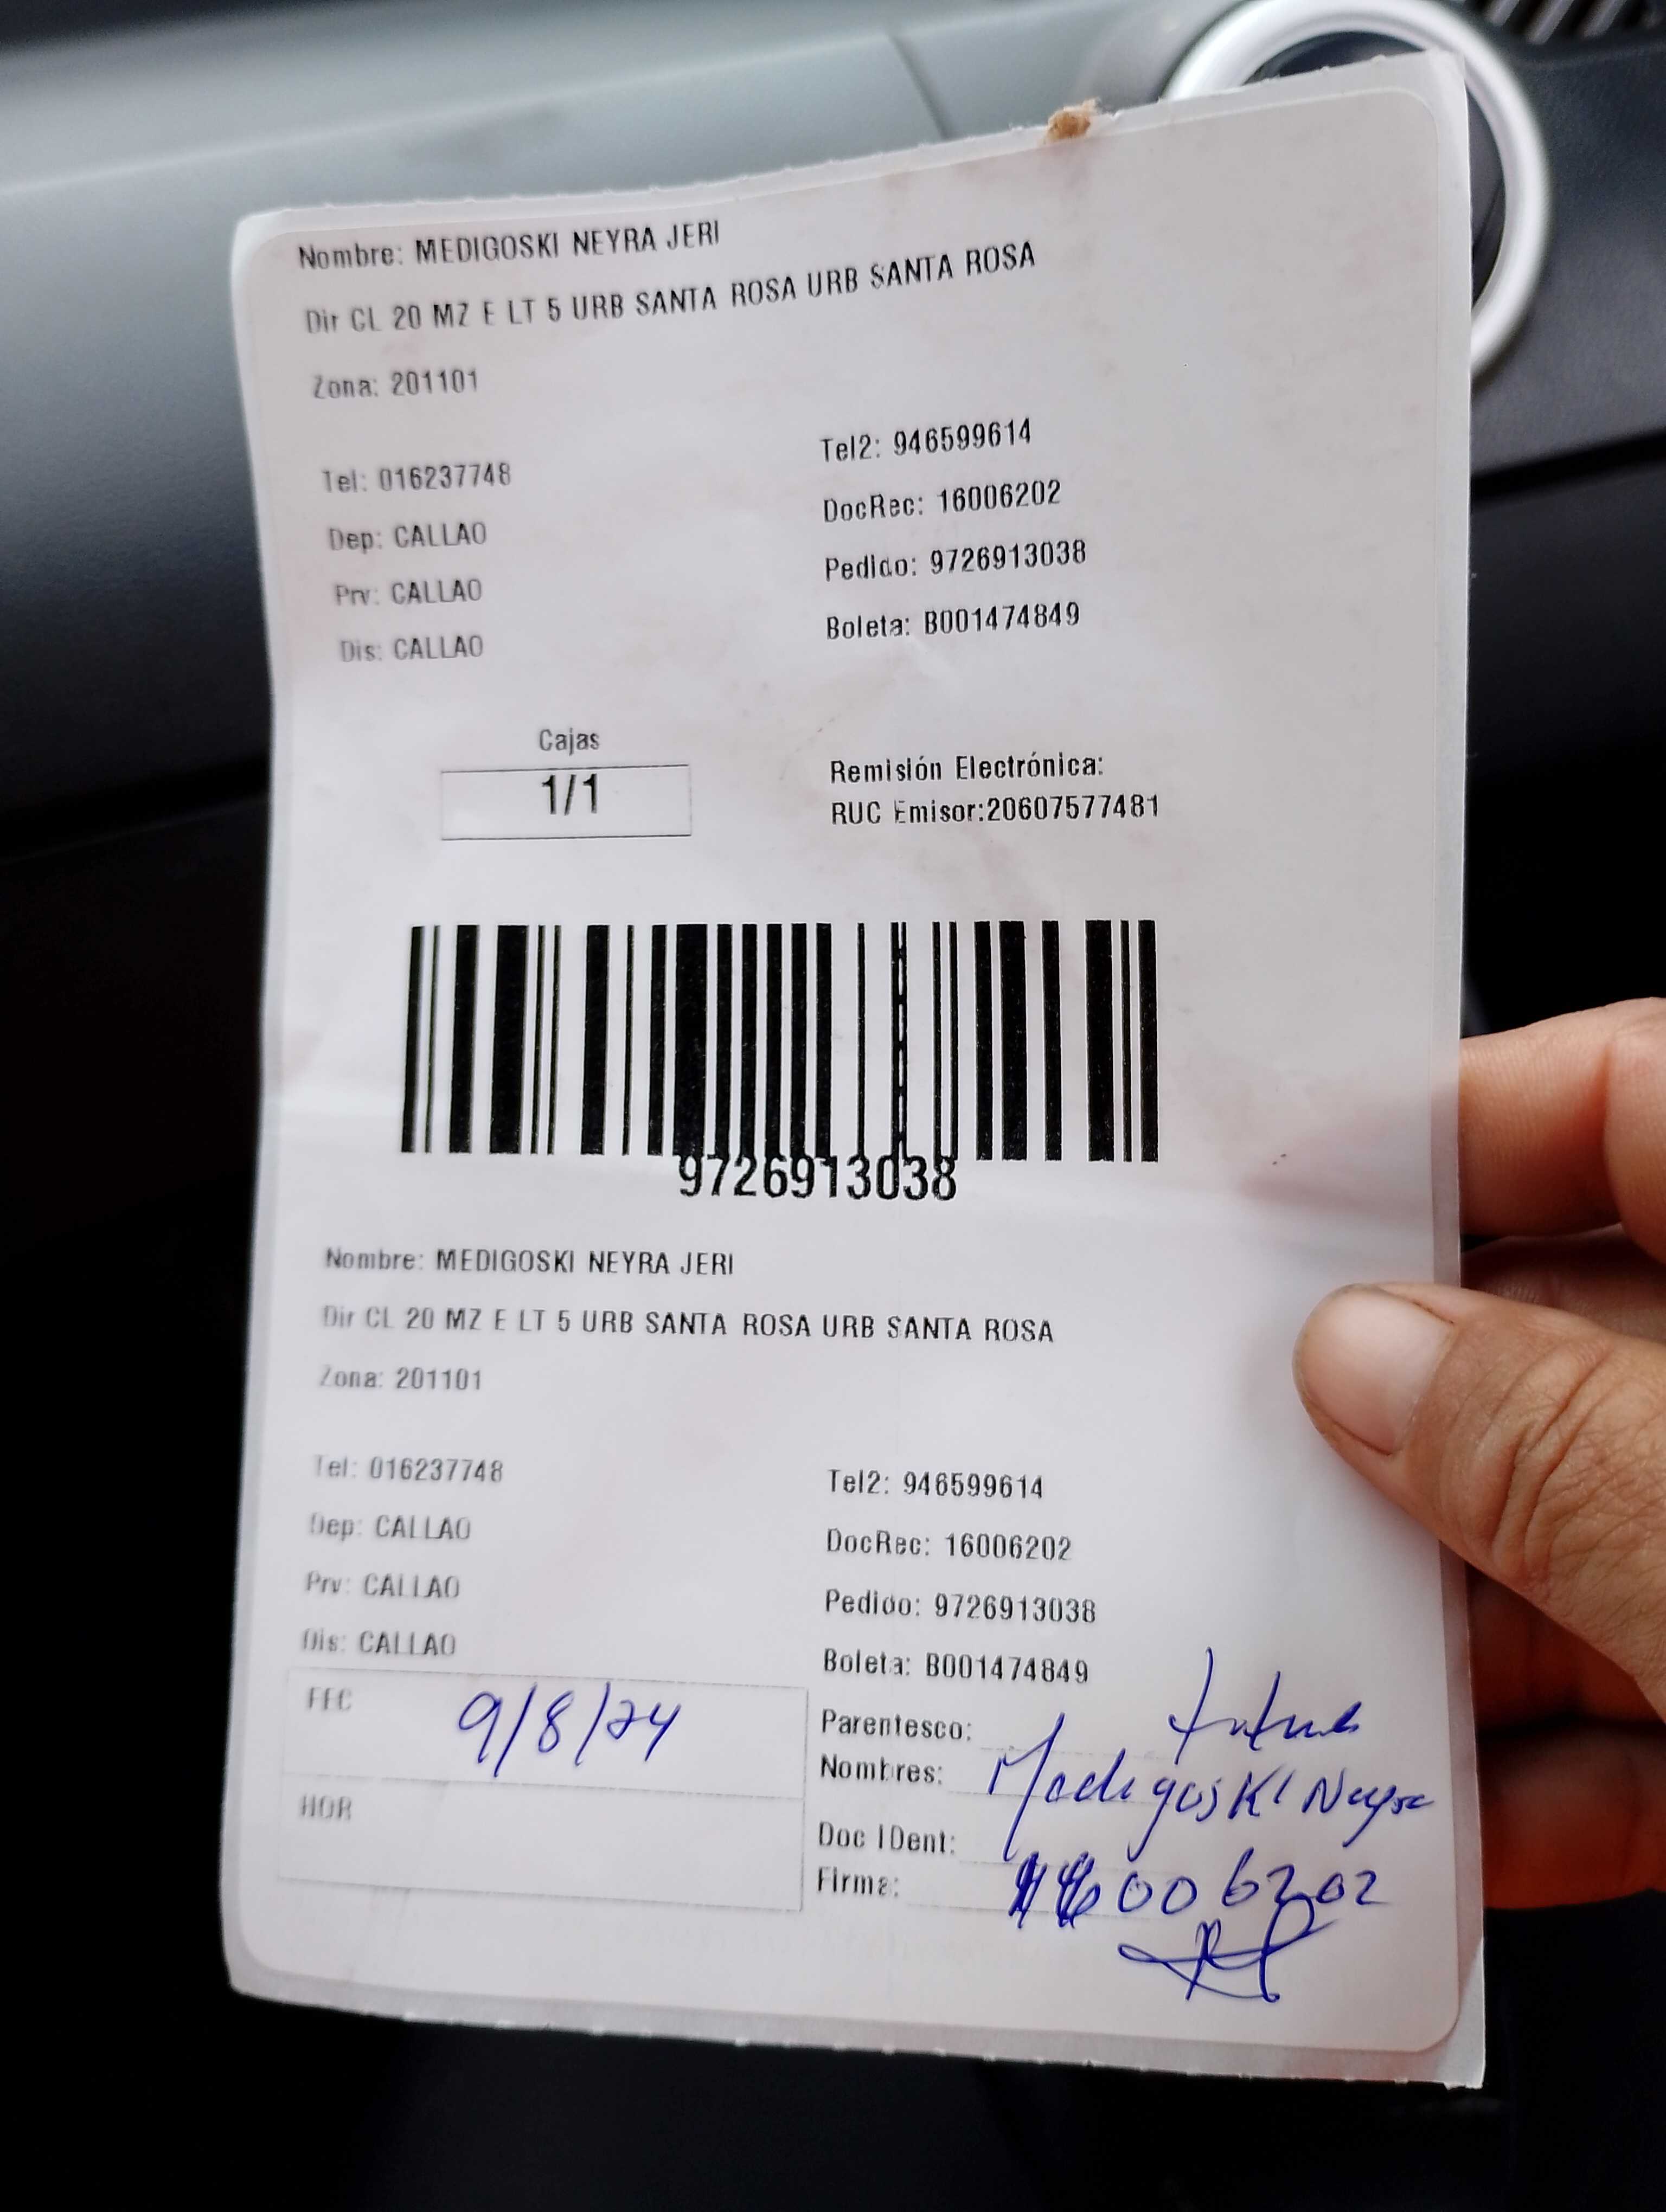 Nombre: MEDIGOSKI NEYRA JERI
Dir CL 20 MZ E LT 5 URB SANTA ROSA URB SANTA ROSA
Zona: 201101
Tel: 016237748
Tel2: 946599614
Dep: CALLAO
DocRec: 16006202
Prv: CALLAO
Pedido: 9726913038
Dis: CALLAO
Boleta: B001474849
Cajas
1/1
Remisión Electrónica:
RUC Emisor:20607577481
9726913038
Nombre: MEDIGOSKI NEYRA JERI
Dir CL 20 MZ E LT 5 URB SANTA ROSA URB SANTA ROSA
Zona: 201101
Tel: 016237748
Tel2: 946599614
Dep: CALLAO
DocRec: 16006202
Prv: CALLAO
Pedido: 9726913038
Dis: CALLAO
Boleta: B001474849
FEC 9/8/24
HOR
Parentesco:
Nombres: Medigoski Neyra
Doc IDent: 16006202
Firma: